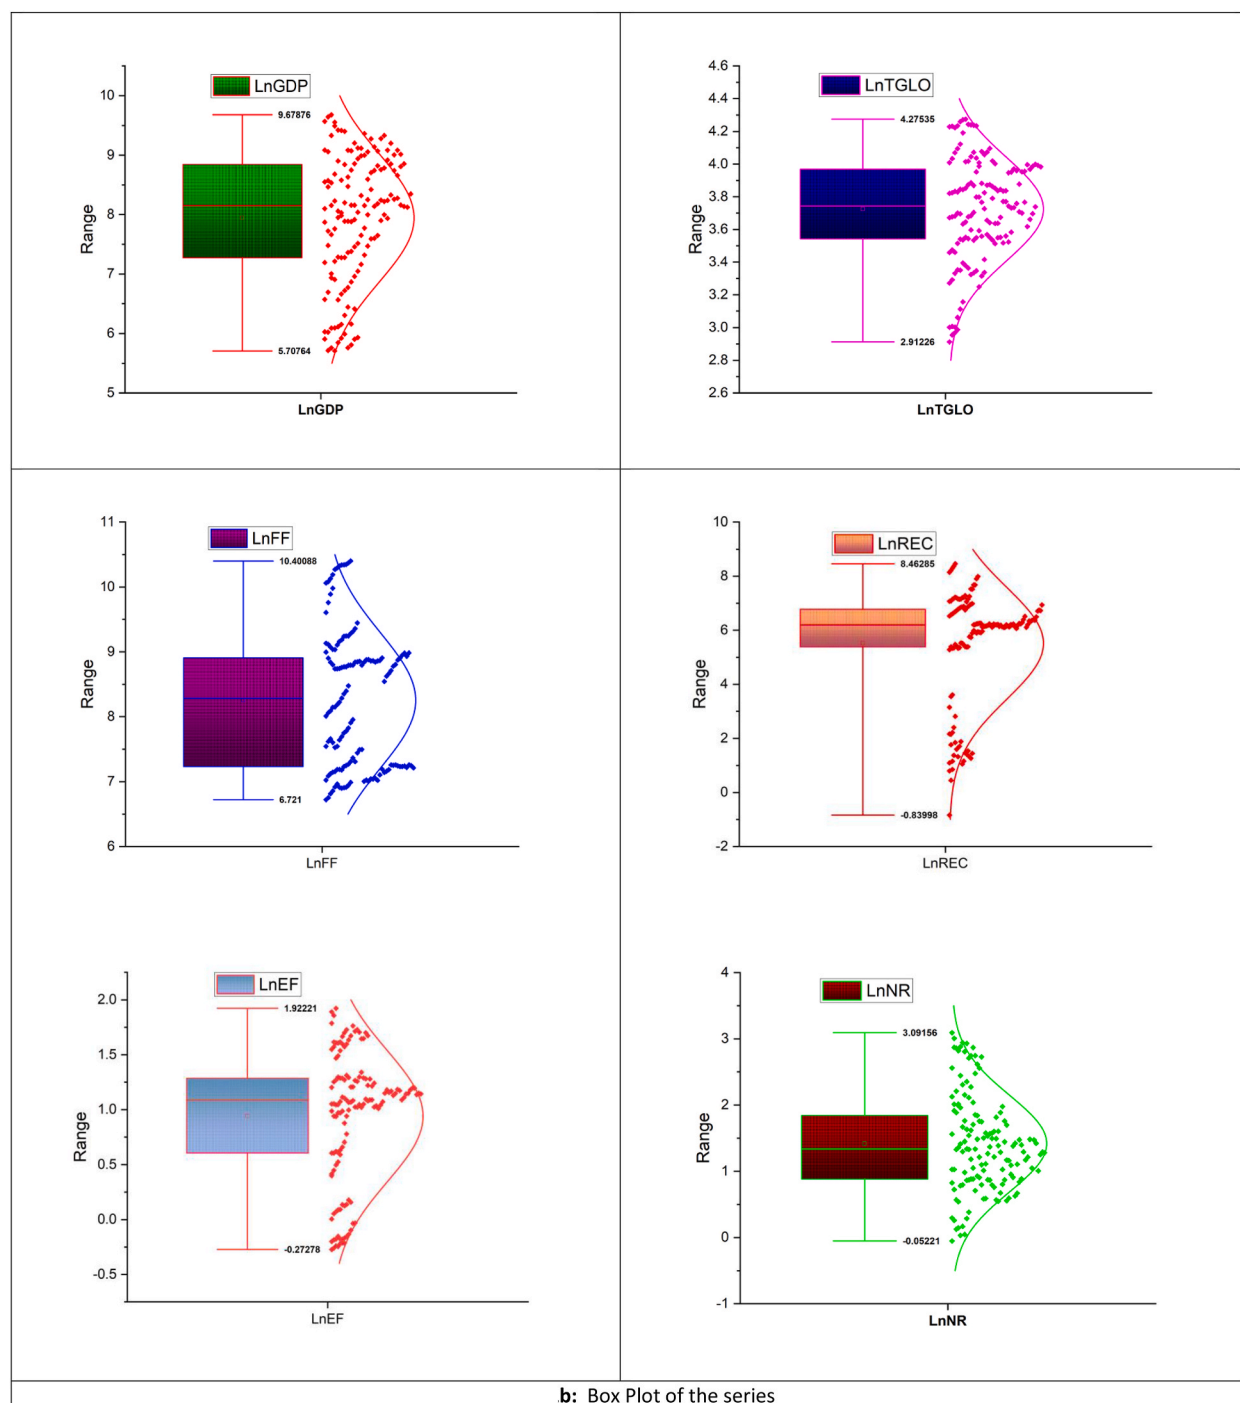 LnGDP
10
9
8
7
6
5
Range
9.67876
5.70764
LnGDP
LnTGLO
4.6
4.4
4.2
4.0
3.8
3.6
3.4
3.2
3.0
2.8
2.6
Range
4.27535
2.91226
LnTGLO
LnFF
11
10
9
8
7
6
Range
10.40088
6.721
LnFF
LnREC
10
8
6
4
2
0
-2
Range
8.46285
-0.83998
LnREC
LnEF
2.0
1.5
1.0
0.5
0.0
-0.5
Range
1.92221
-0.27278
LnEF
LnNR
4
3
2
1
0
-1
Range
3.09156
-0.05221
LnNR
b: Box Plot of the series